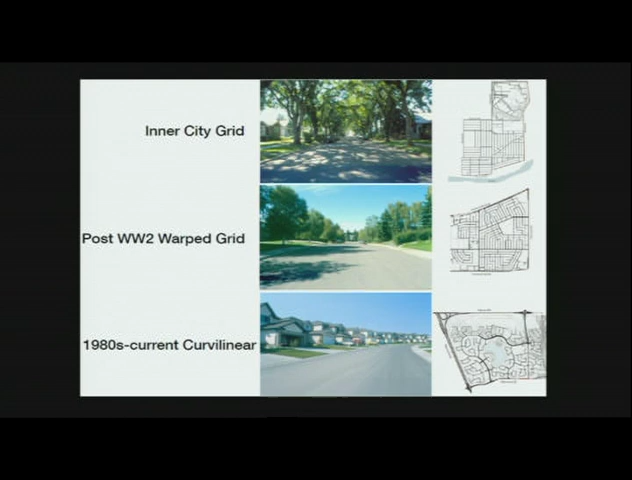 Inner City Grid
Post WW2 Warped Grid
1980s-current Curvilinear